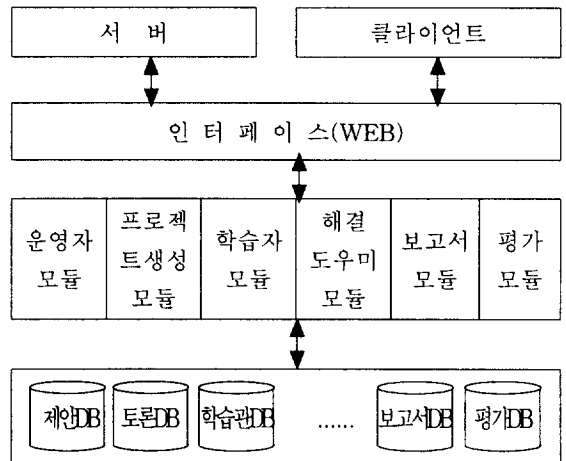 서 버
클라이언트
인 터 페 이 스(WEB)
운영자
모듈
프로젝
트생성
모듈
학습자
모듈
해결
도우미
모듈
보고서
모듈
평가
모듈
제안DB
토론DB
학습관DB
......
보고서DB
평가DB